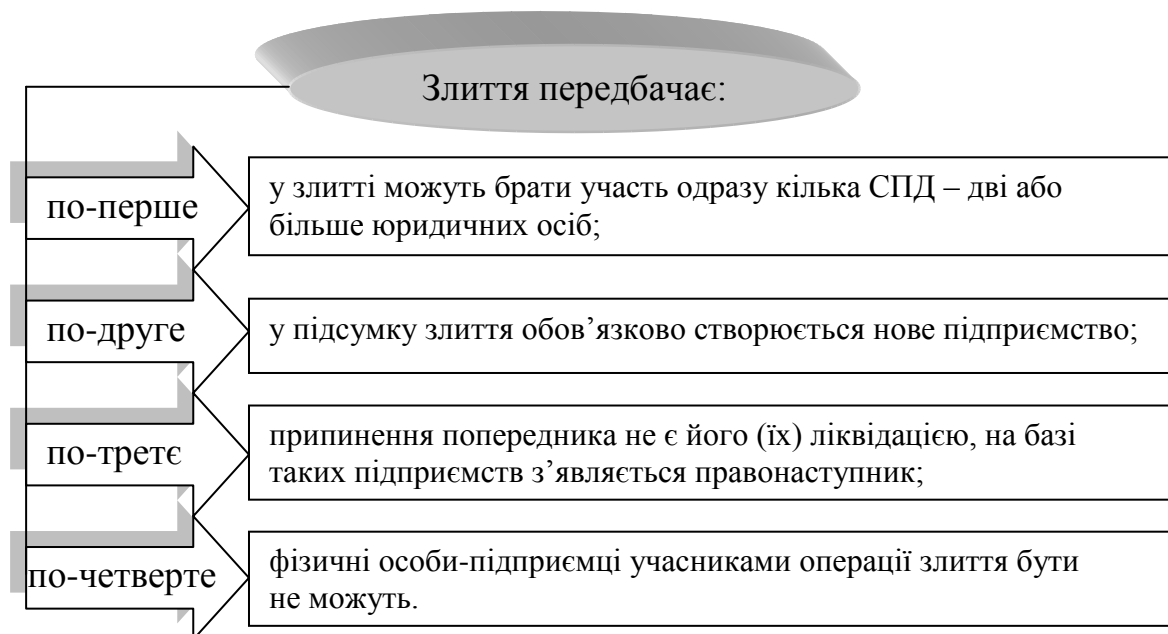 Злиття передбачає:
по-перше
у злитті можуть брати участь одразу кілька СПД – дві або
більше юридичних осіб;
по-друге
у підсумку злиття обов’язково створюється нове підприємство;
по-третє
припинення попередника не є його (їх) ліквідацією, на базі
таких підприємств з’являється правонаступник;
по-четверте
фізичні особи-підприємці учасниками операції злиття бути
не можуть.